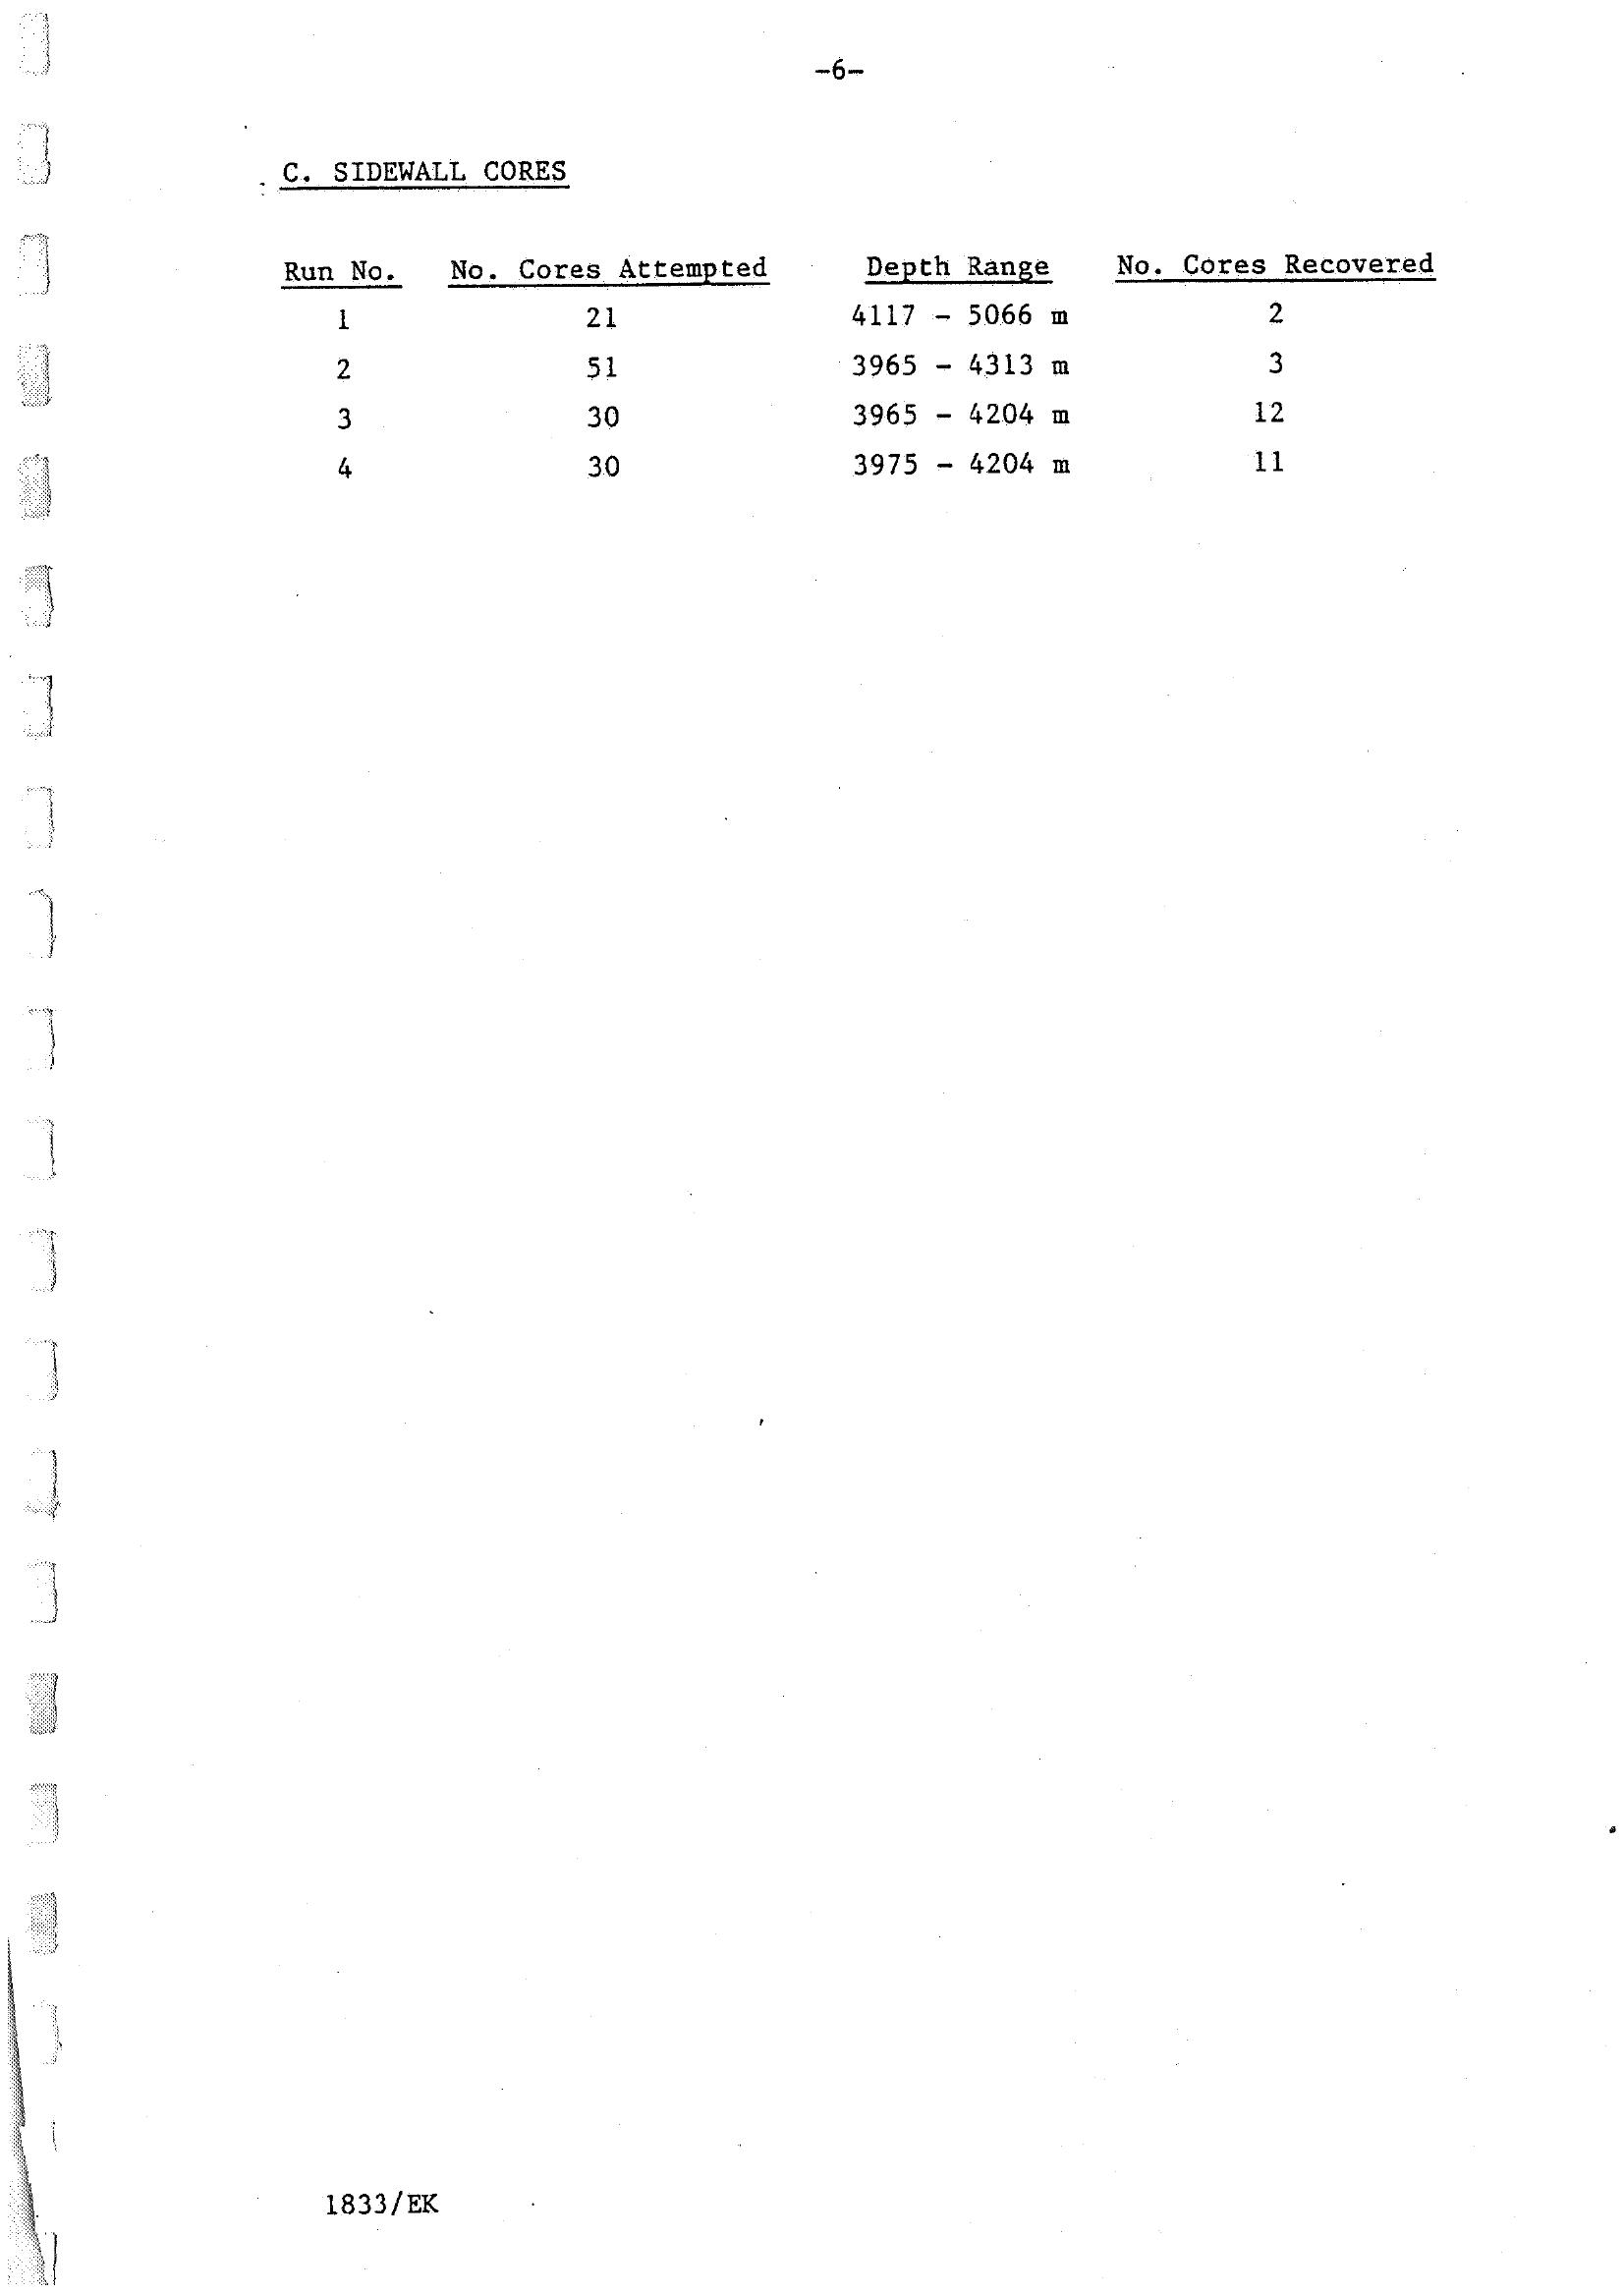 -6-
C. SIDEWALL CORES
Run No. No. Cores Attempted Depth Range No. Cores Recovered
1 21 4117 - 5066 m 2
2 51 3965 - 4313 m 3
3 30 3965 - 4204 m 12
4 30 3975 - 4204 m 11
1833/EK